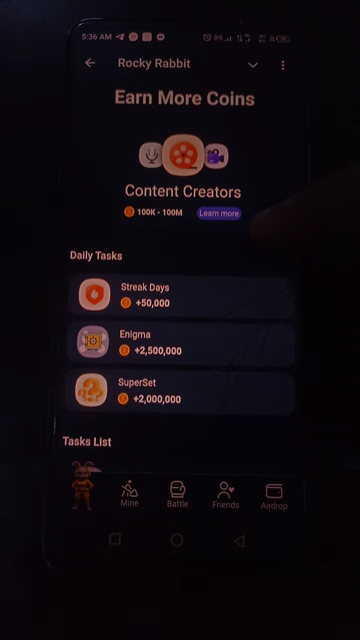 5:36 AM
Rocky Rabbit
Earn More Coins
Content Creators
100K - 100M
Learn more
Daily Tasks
Streak Days
+50,000
Enigma
+2,500,000
SuperSet
+2,000,000
Tasks List
Mine
Battle
Friends
Airdrop